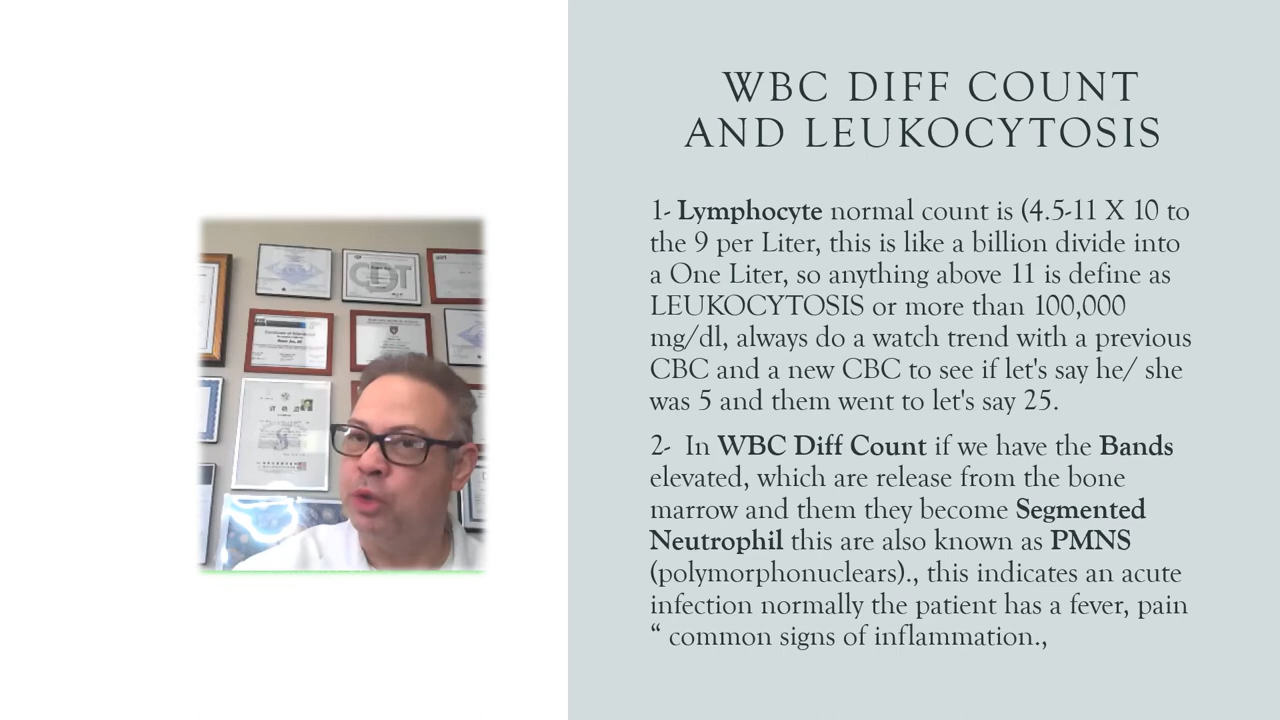 WBC DIFF COUNT
AND LEUKOCYTOSIS
1- Lymphocyte normal count is (4.5-11 X 10 to
the 9 per Liter, this is like a billion divide into
a One Liter, so anything above 11 is define as
LEUKOCYTOSIS or more than 100,000
mg/dl, always do a watch trend with a previous
CBC and a new CBC to see if let's say he/ she
was 5 and them went to let's say 25.
2- In WBC Diff Count if we have the Bands
elevated, which are release from the bone
marrow and them they become Segmented
Neutrophil this are also known as PMNS
(polymorphonuclears)., this indicates an acute
infection normally the patient has a fever, pain
“ common signs of inflammation.,
CDT